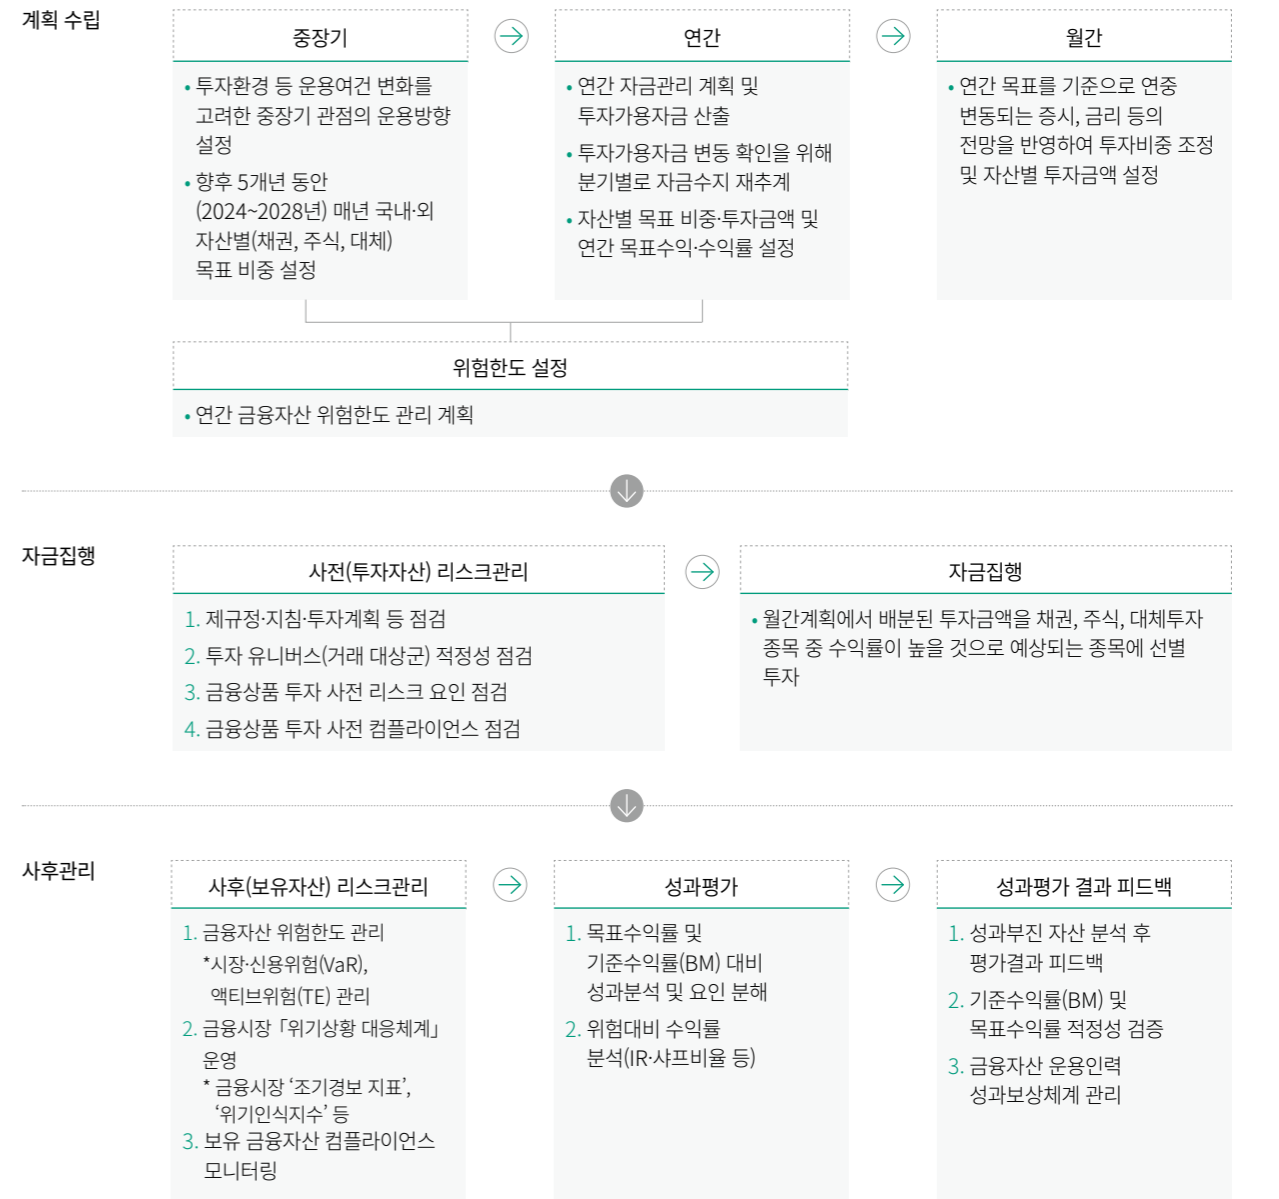 계획 수립
중장기
• 투자환경 등 운용여건 변화를
고려한 중장기 관점의 운용방향
설정
• 향후 5개년 동안
(2024~2028년) 매년 국내·외
자산별(채권, 주식, 대체)
목표 비중 설정
연간
• 연간 자금관리 계획 및
투자가용자금 산출
• 투자가용자금 변동 확인을 위해
분기별로 자금수지 재추계
• 자산별 목표 비중·투자금액 및
연간 목표수익·수익률 설정
월간
• 연간 목표를 기준으로 연중
변동되는 증시, 금리 등의
전망을 반영하여 투자비중 조정
및 자산별 투자금액 설정
위험한도 설정
• 연간 금융자산 위험한도 관리 계획
자금집행
사전(투자자산) 리스크관리
1. 제규정·지침·투자계획 등 점검
2. 투자 유니버스(거래 대상군) 적정성 점검
3. 금융상품 투자 사전 리스크 요인 점검
4. 금융상품 투자 사전 컴플라이언스 점검
자금집행
• 월간계획에서 배분된 투자금액을 채권, 주식, 대체투자
종목 중 수익률이 높을 것으로 예상되는 종목에 선별
투자
사후관리
사후(보유자산) 리스크관리
1. 금융자산 위험한도 관리
*시장·신용위험(VaR),
액티브위험(TE) 관리
2. 금융시장 「위기상황 대응체계」
운영
* 금융시장 ‘조기경보 지표’,
‘위기인식지수’ 등
3. 보유 금융자산 컴플라이언스
모니터링
성과평가
1. 목표수익률 및
기준수익률(BM) 대비
성과분석 및 요인 분해
2. 위험대비 수익률
분석(IR·샤프비율 등)
성과평가 결과 피드백
1. 성과부진 자산 분석 후
평가결과 피드백
2. 기준수익률(BM) 및
목표수익률 적정성 검증
3. 금융자산 운용인력
성과보상체계 관리